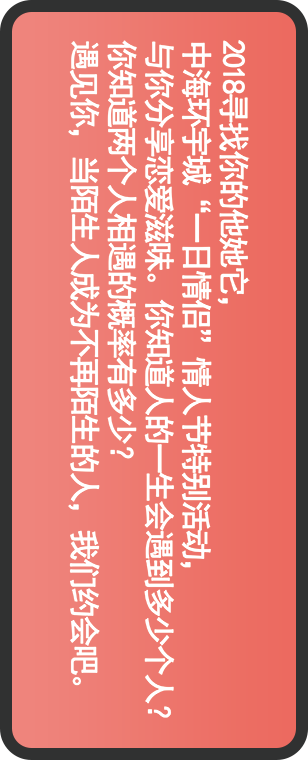 2018寻找你的他她它，
中海环宇城“一日情侣”情人节特别活动，
与你分享恋爱滋味。你知道人的一生会遇到多少个人？
你知道两个人相遇的概率有多少？
遇见你，当陌生人成为不再陌生的人，我们约会吧。